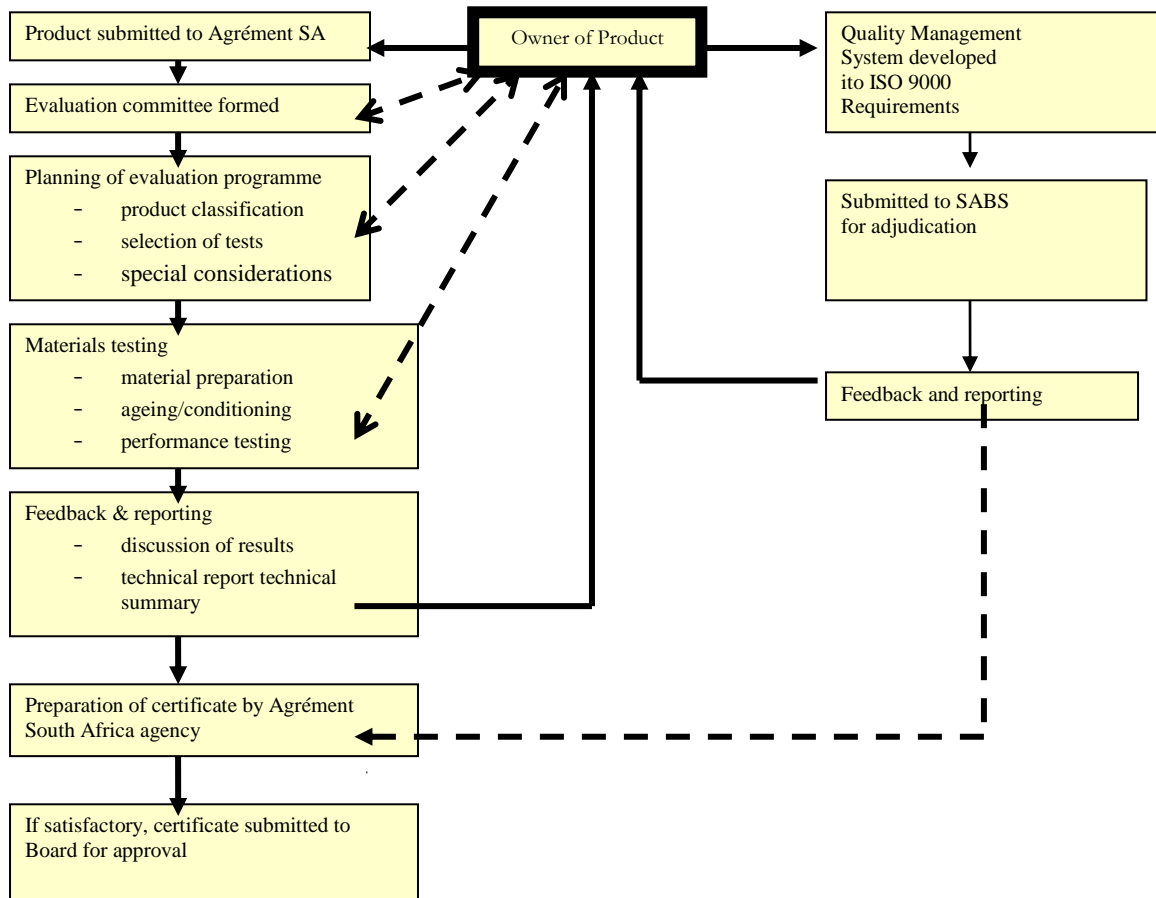 Product submitted to Agrément SA
Owner of Product
Quality Management
System developed
ito ISO 9000
Requirements
Evaluation committee formed
Planning of evaluation programme
- product classification
- selection of tests
- special considerations
Submitted to SABS
for adjudication
Materials testing
- material preparation
- ageing/conditioning
- performance testing
Feedback and reporting
Feedback & reporting
- discussion of results
- technical report technical
summary
Preparation of certificate by Agrément
South Africa agency
If satisfactory, certificate submitted to
Board for approval